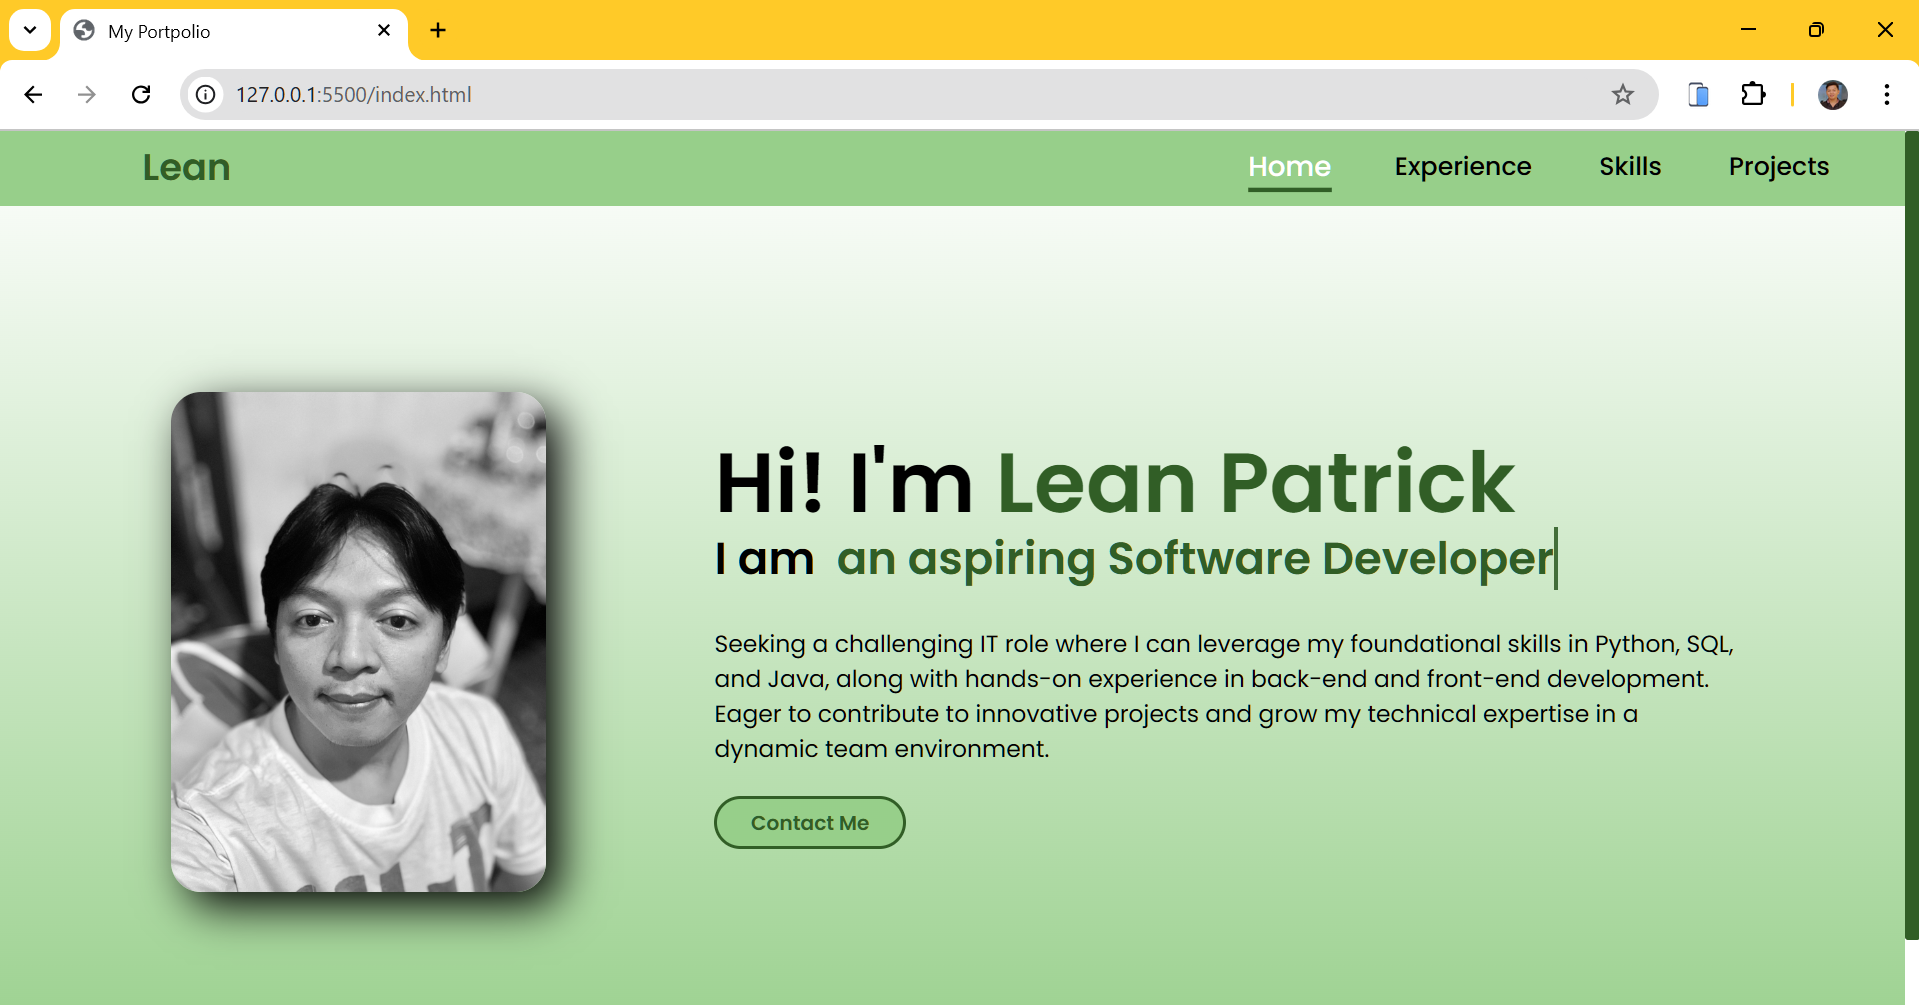 My Portpolio
127.0.0.1:5500/index.html
Lean
Home Experience Skills Projects
Hi! I'm Lean Patrick
I am an aspiring Software Developer
Seeking a challenging IT role where I can leverage my foundational skills in Python, SQL,
and Java, along with hands-on experience in back-end and front-end development.
Eager to contribute to innovative projects and grow my technical expertise in a
dynamic team environment.
Contact Me